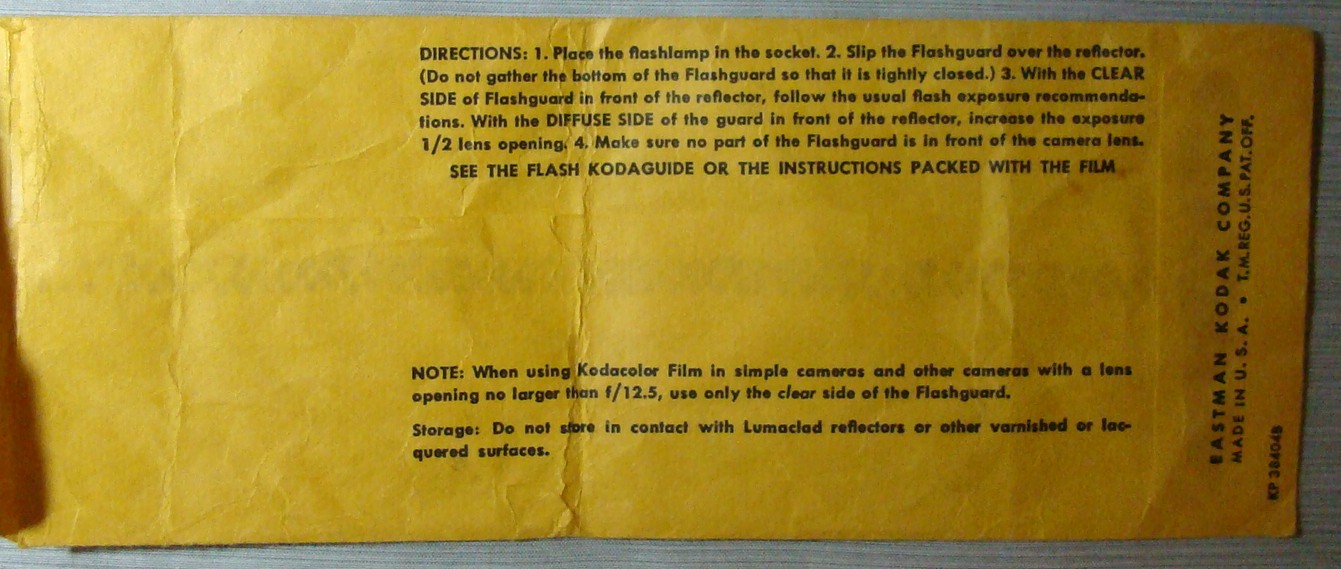 DIRECTIONS: 1. Place the flashlamp in the socket. 2. Slip the Flashguard over the reflector.
(Do not gather the bottom of the Flashguard so that it is tightly closed.) 3. With the CLEAR
SIDE of Flashguard in front of the reflector, follow the usual flash exposure recommenda-
tions. With the DIFFUSE SIDE of the guard in front of the reflector, increase the exposure
1/2 lens opening. 4. Make sure no part of the Flashguard is in front of the camera lens.
SEE THE FLASH KODAGUIDE OR THE INSTRUCTIONS PACKED WITH THE FILM
NOTE: When using Kodacolor Film in simple cameras and other cameras with a lens
opening no larger than f/12.5, use only the clear side of the Flashguard.
Storage: Do not store in contact with Lumaclad reflectors or other varnished or lac-
quered surfaces.
EASTMAN KODAK COMPANY
MADE IN U. S. A. • T.M. REG. U.S. PAT. OFF.
KP 38404B